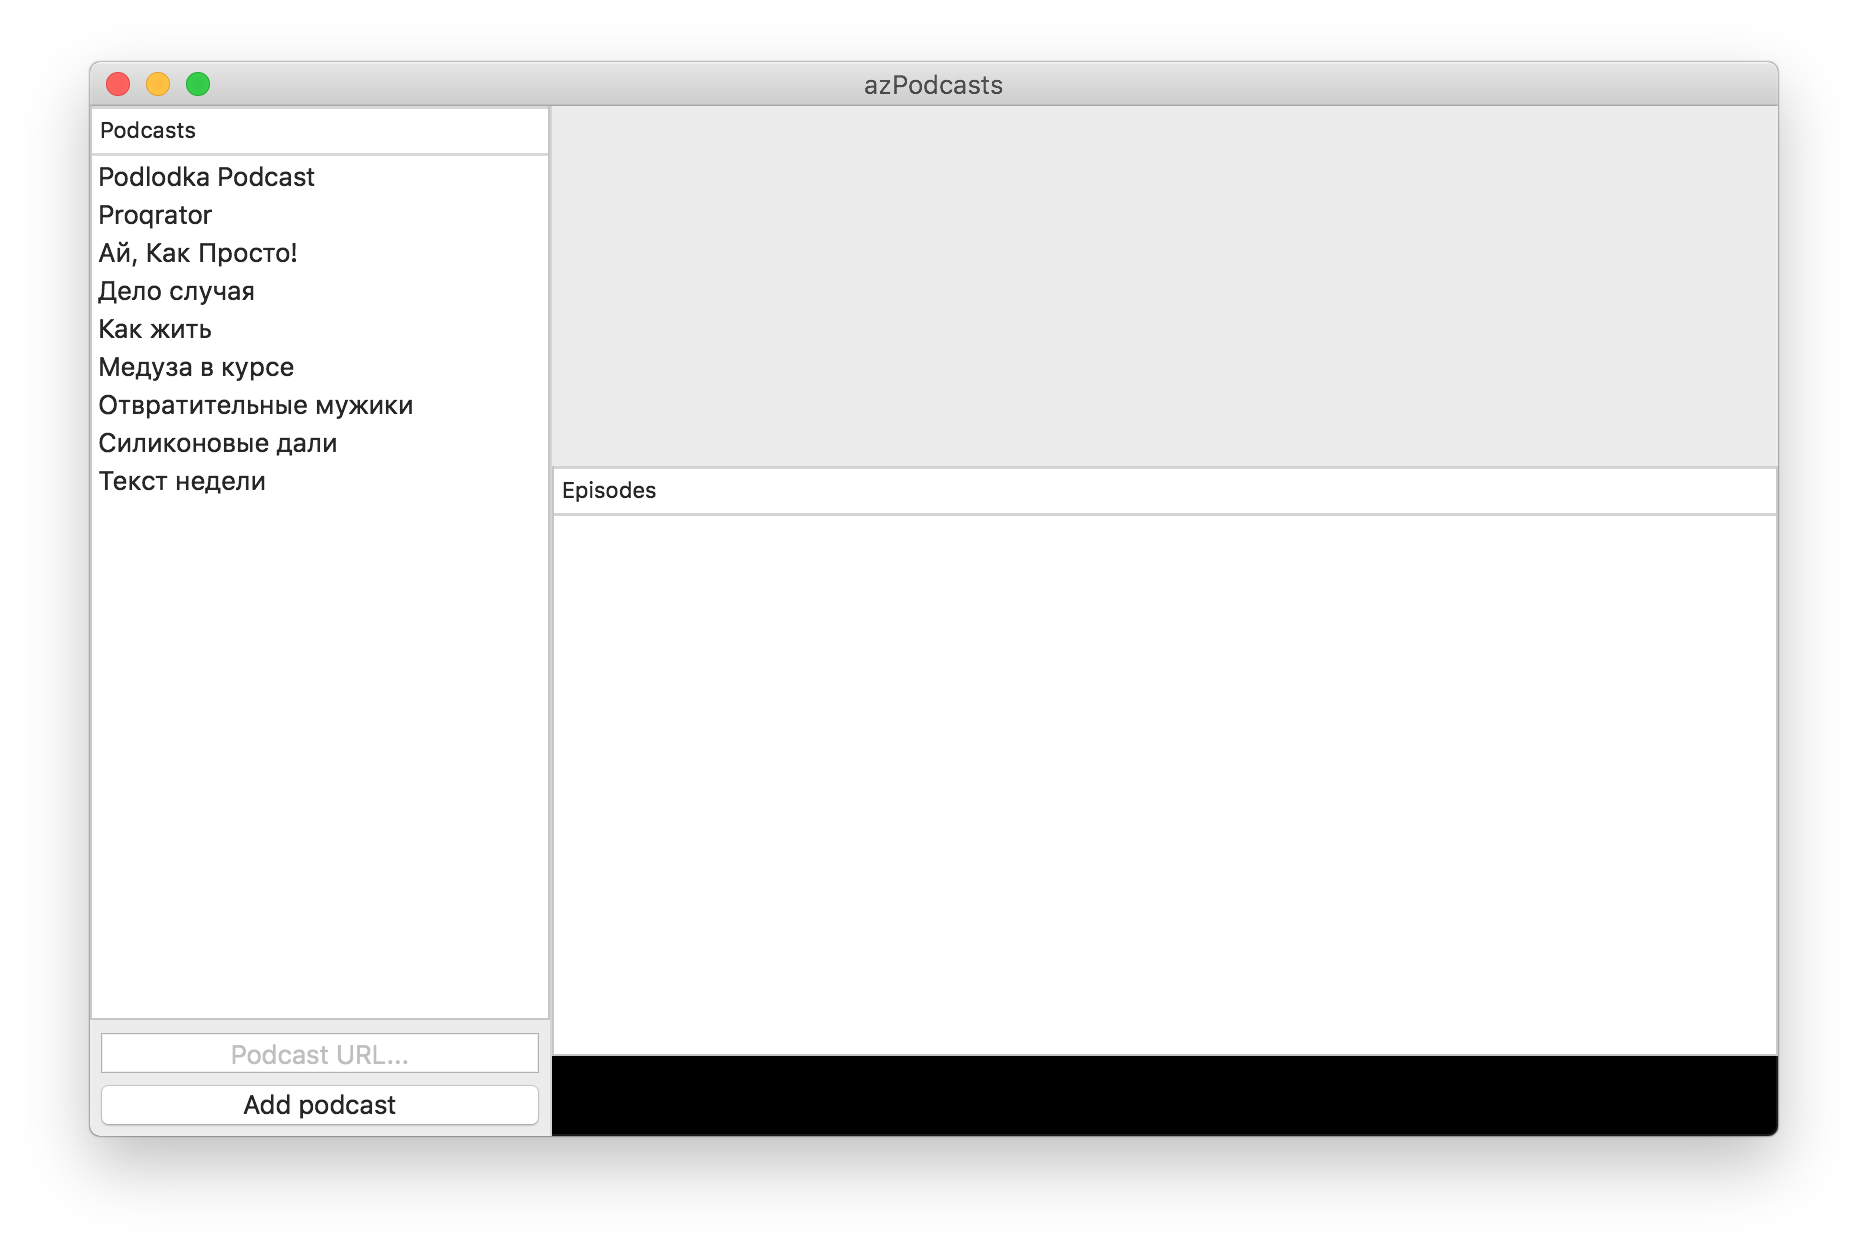 azPodcasts
Podcasts
Podlodka Podcast
Proqrator
Ай, Как Просто!
Дело случая
Как жить
Медуза в курсе
Отвратительные мужики
Силиконовые дали
Текст недели
Episodes
Podcast URL...
Add podcast